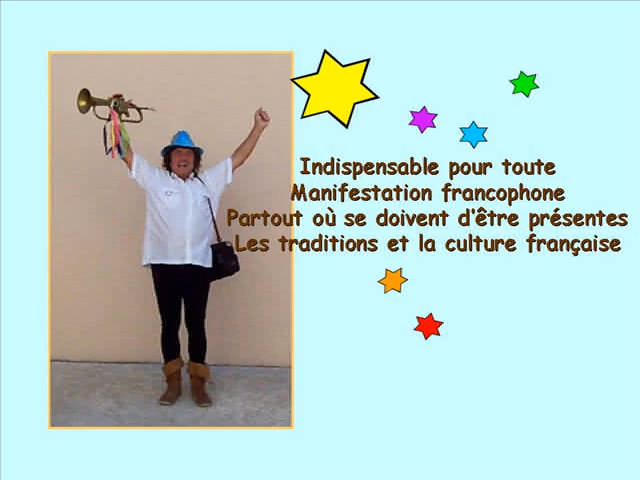 Indispensable pour toute
Manifestation francophone
Partout où se doivent d'être présentes
Les traditions et la culture française